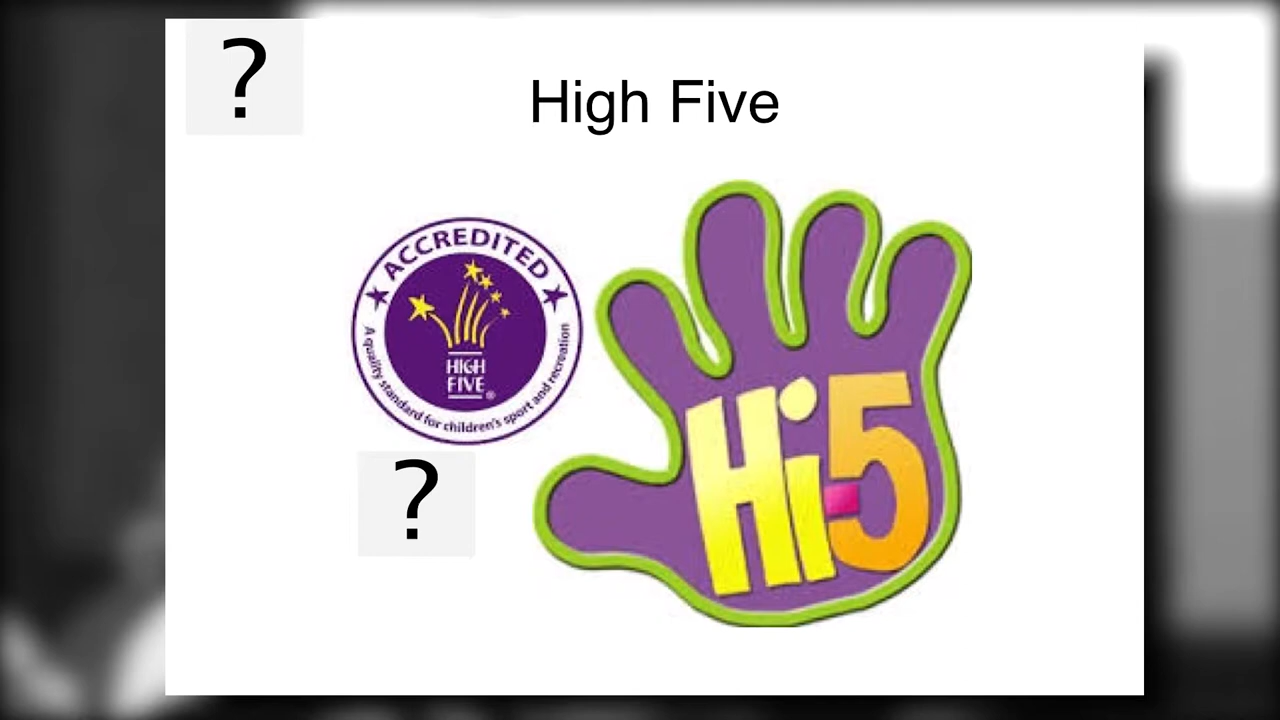 ?
High Five
ACCREDITED
HIGH
FIVE®
A quality standard for children's sport and recreation
?
Hi-5